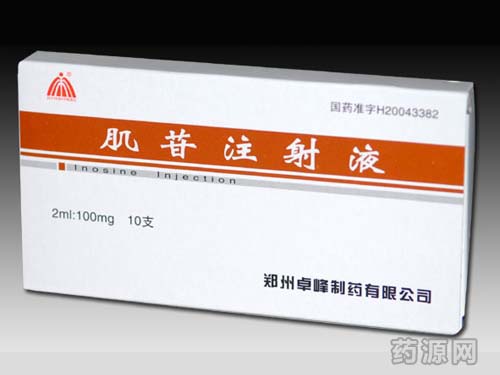 国药准字H20043382
肌苷注射液
Inosine Injection
2ml:100mg 10支
郑州卓峰制药有限公司
药源网